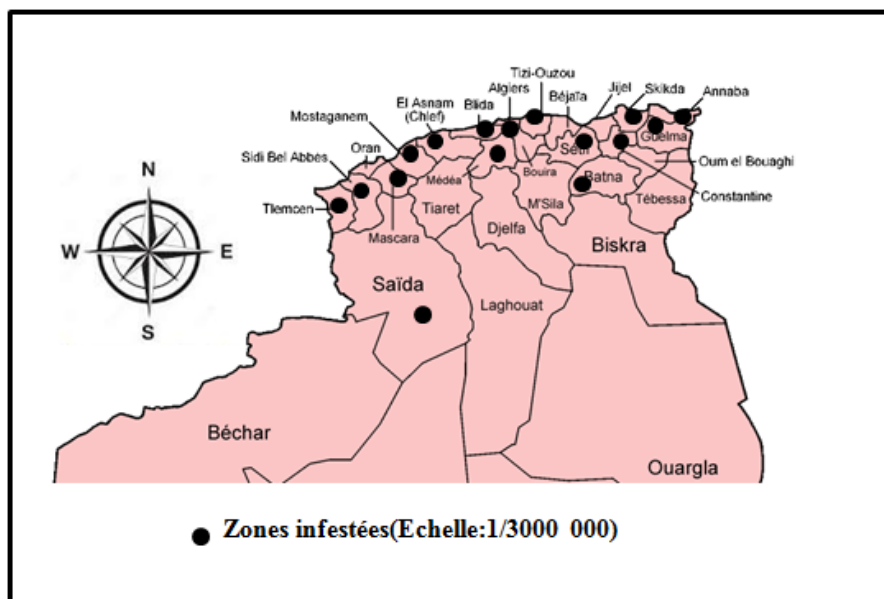 Tizi-Ouzou
Algiers
Jijel
Skikda
Annaba
Béjaïa
Blida
El Asnam
(Chlef)
Mostaganem
Oran
Sidi Bel Abbes
Tlemcen
Mascara
Médéa
Bouira
Sétif
Guelma
Oum el Bouaghi
Constantine
Batna
Tébessa
M'Sila
Tiaret
Djelfa
Biskra
Saïda
Laghouat
Béchar
Ouargla
N
W
E
S
Zones infestées(Echelle:1/3000 000)